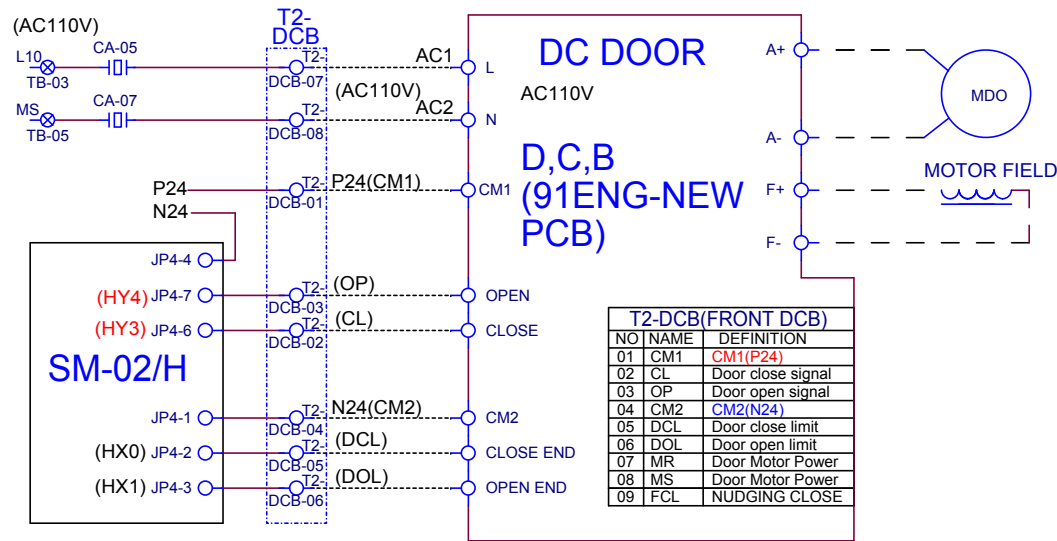 (AC110V)
L10
CA-05
TB-03
MS
CA-07
TB-05
T2-
DCB
T2-
DCB-07
AC1
L
(AC110V)
T2-
DCB-08
AC2
N
DC DOOR
AC110V
D,C,B
(91ENG-NEW
PCB)
A+
A-
MDO
MOTOR FIELD
F+
F-
P24
N24
T2-
DCB-01
P24(CM1)
CM1
JP4-4
(HY4) JP4-7
T2-
DCB-03
(OP)
OPEN
(HY3) JP4-6
T2-
DCB-02
(CL)
CLOSE
SM-02/H
JP4-1
T2-
DCB-04
N24(CM2)
CM2
(HX0) JP4-2
T2-
DCB-05
(DCL)
CLOSE END
(HX1) JP4-3
T2-
DCB-06
(DOL)
OPEN END
T2-DCB(FRONT DCB)
NO NAME DEFINITION
01 CM1 CM1(P24)
02 CL Door close signal
03 OP Door open signal
04 CM2 CM2(N24)
05 DCL Door close limit
06 DOL Door open limit
07 MR Door Motor Power
08 MS Door Motor Power
09 FCL NUDGING CLOSE